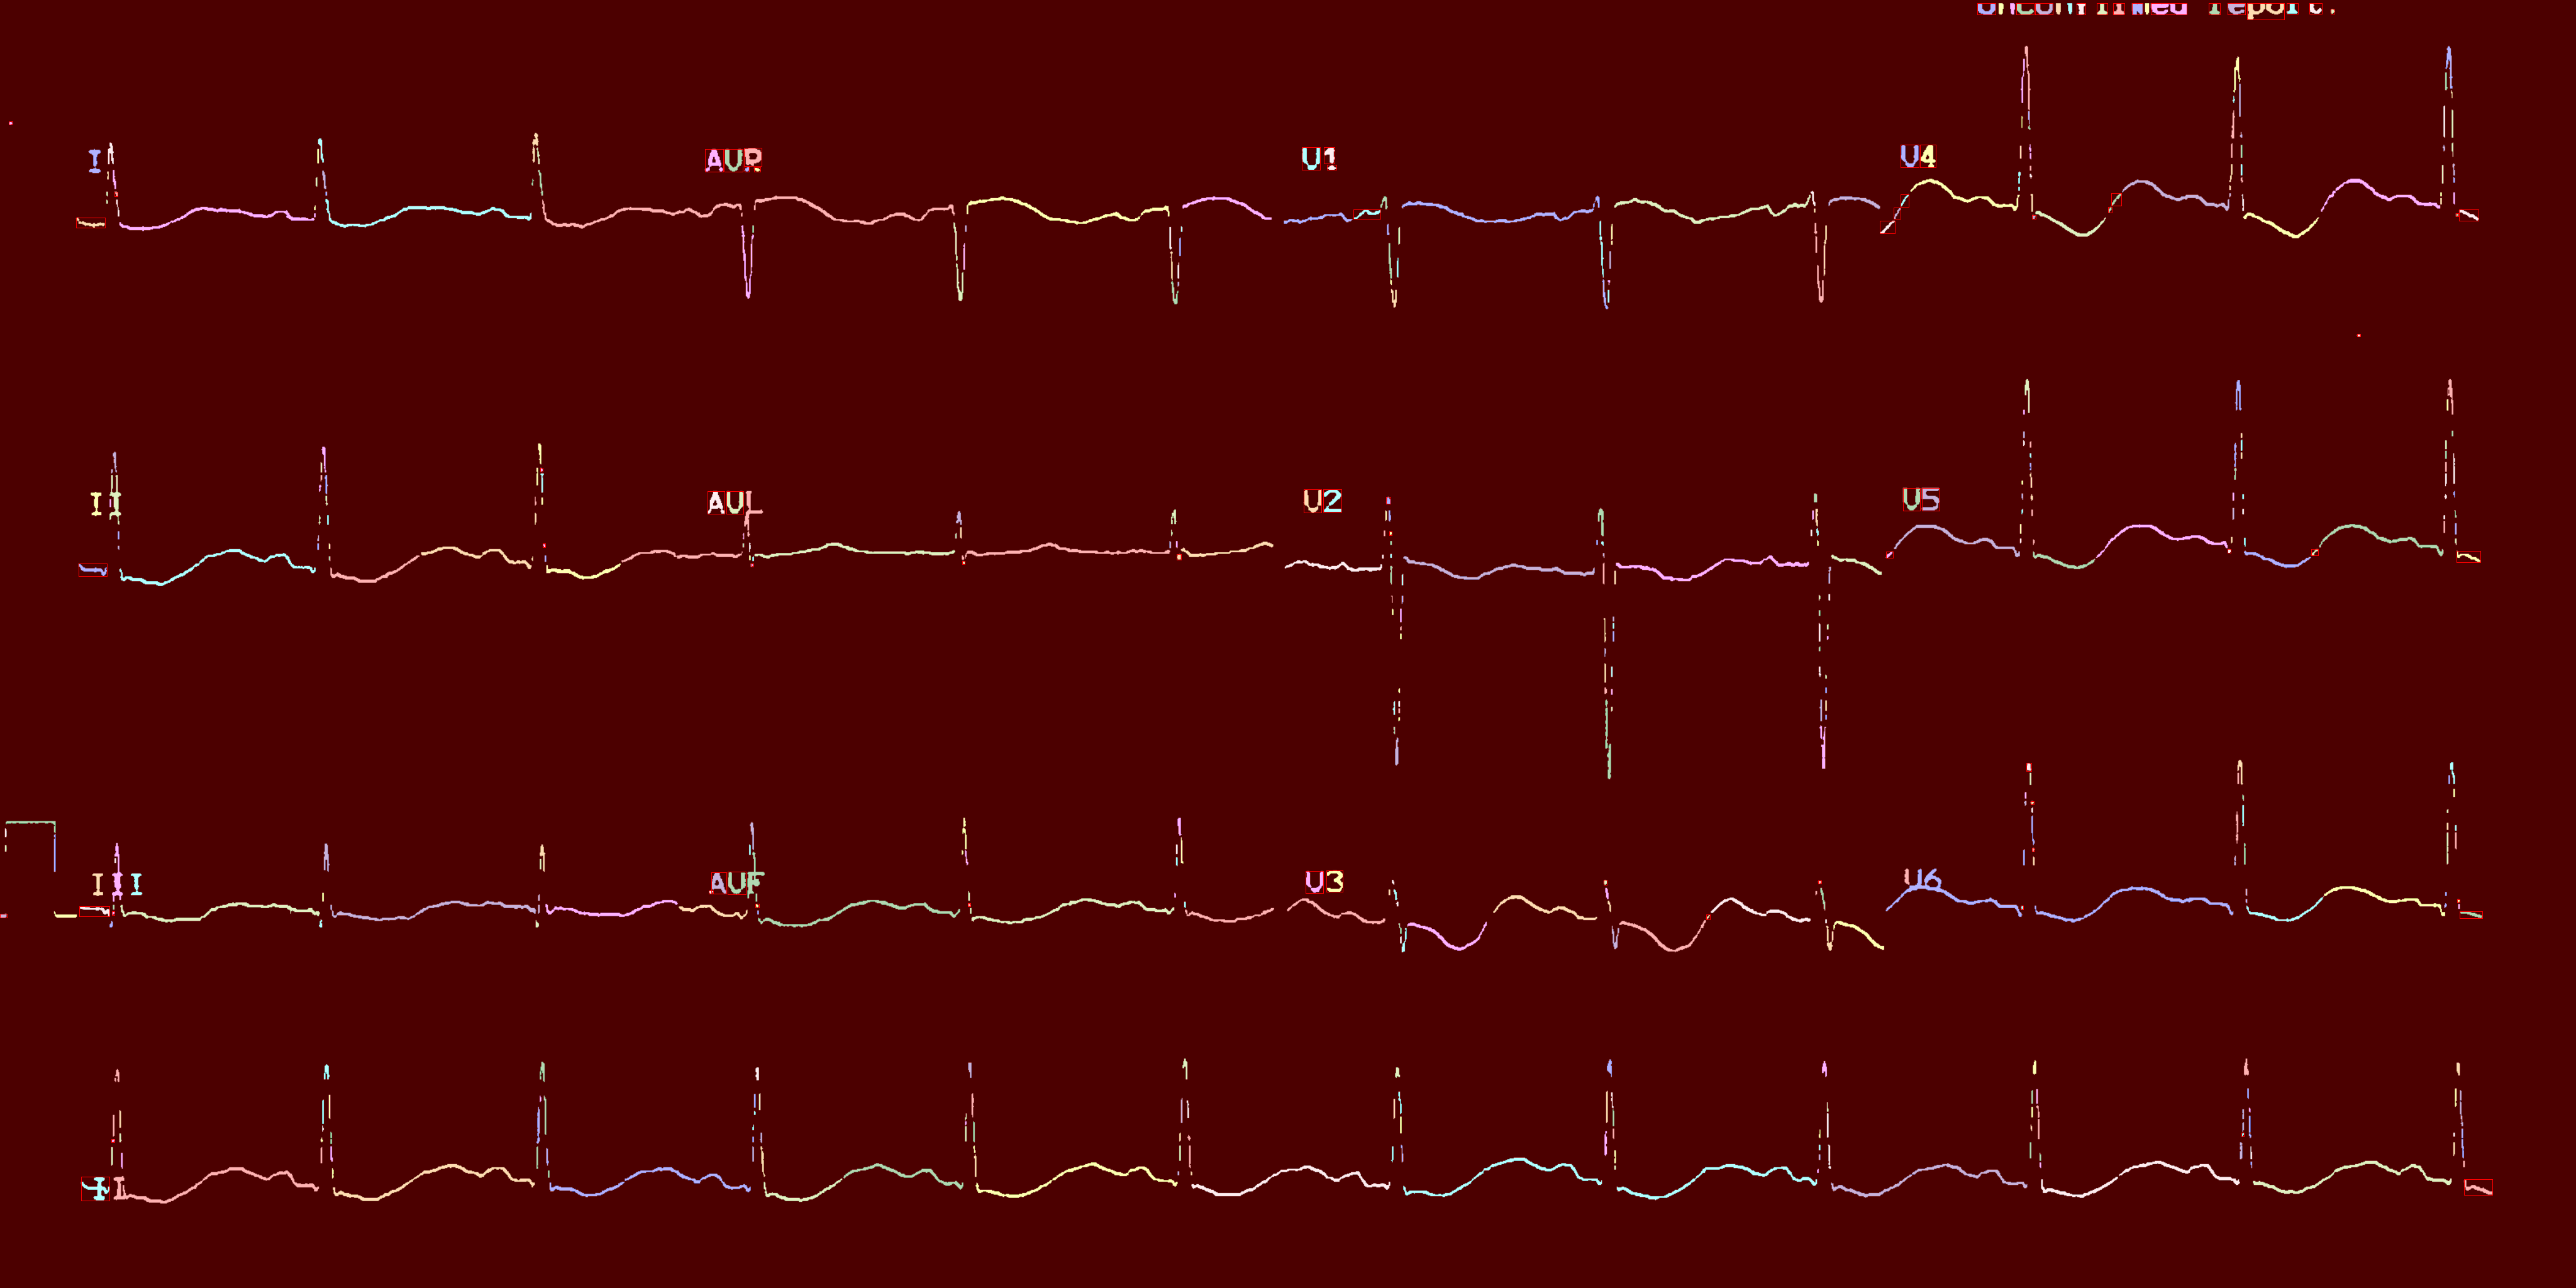 Unconfirmed report.
I AVR V1 V4
II AVL V2 V5
III AVF V3 V6
II